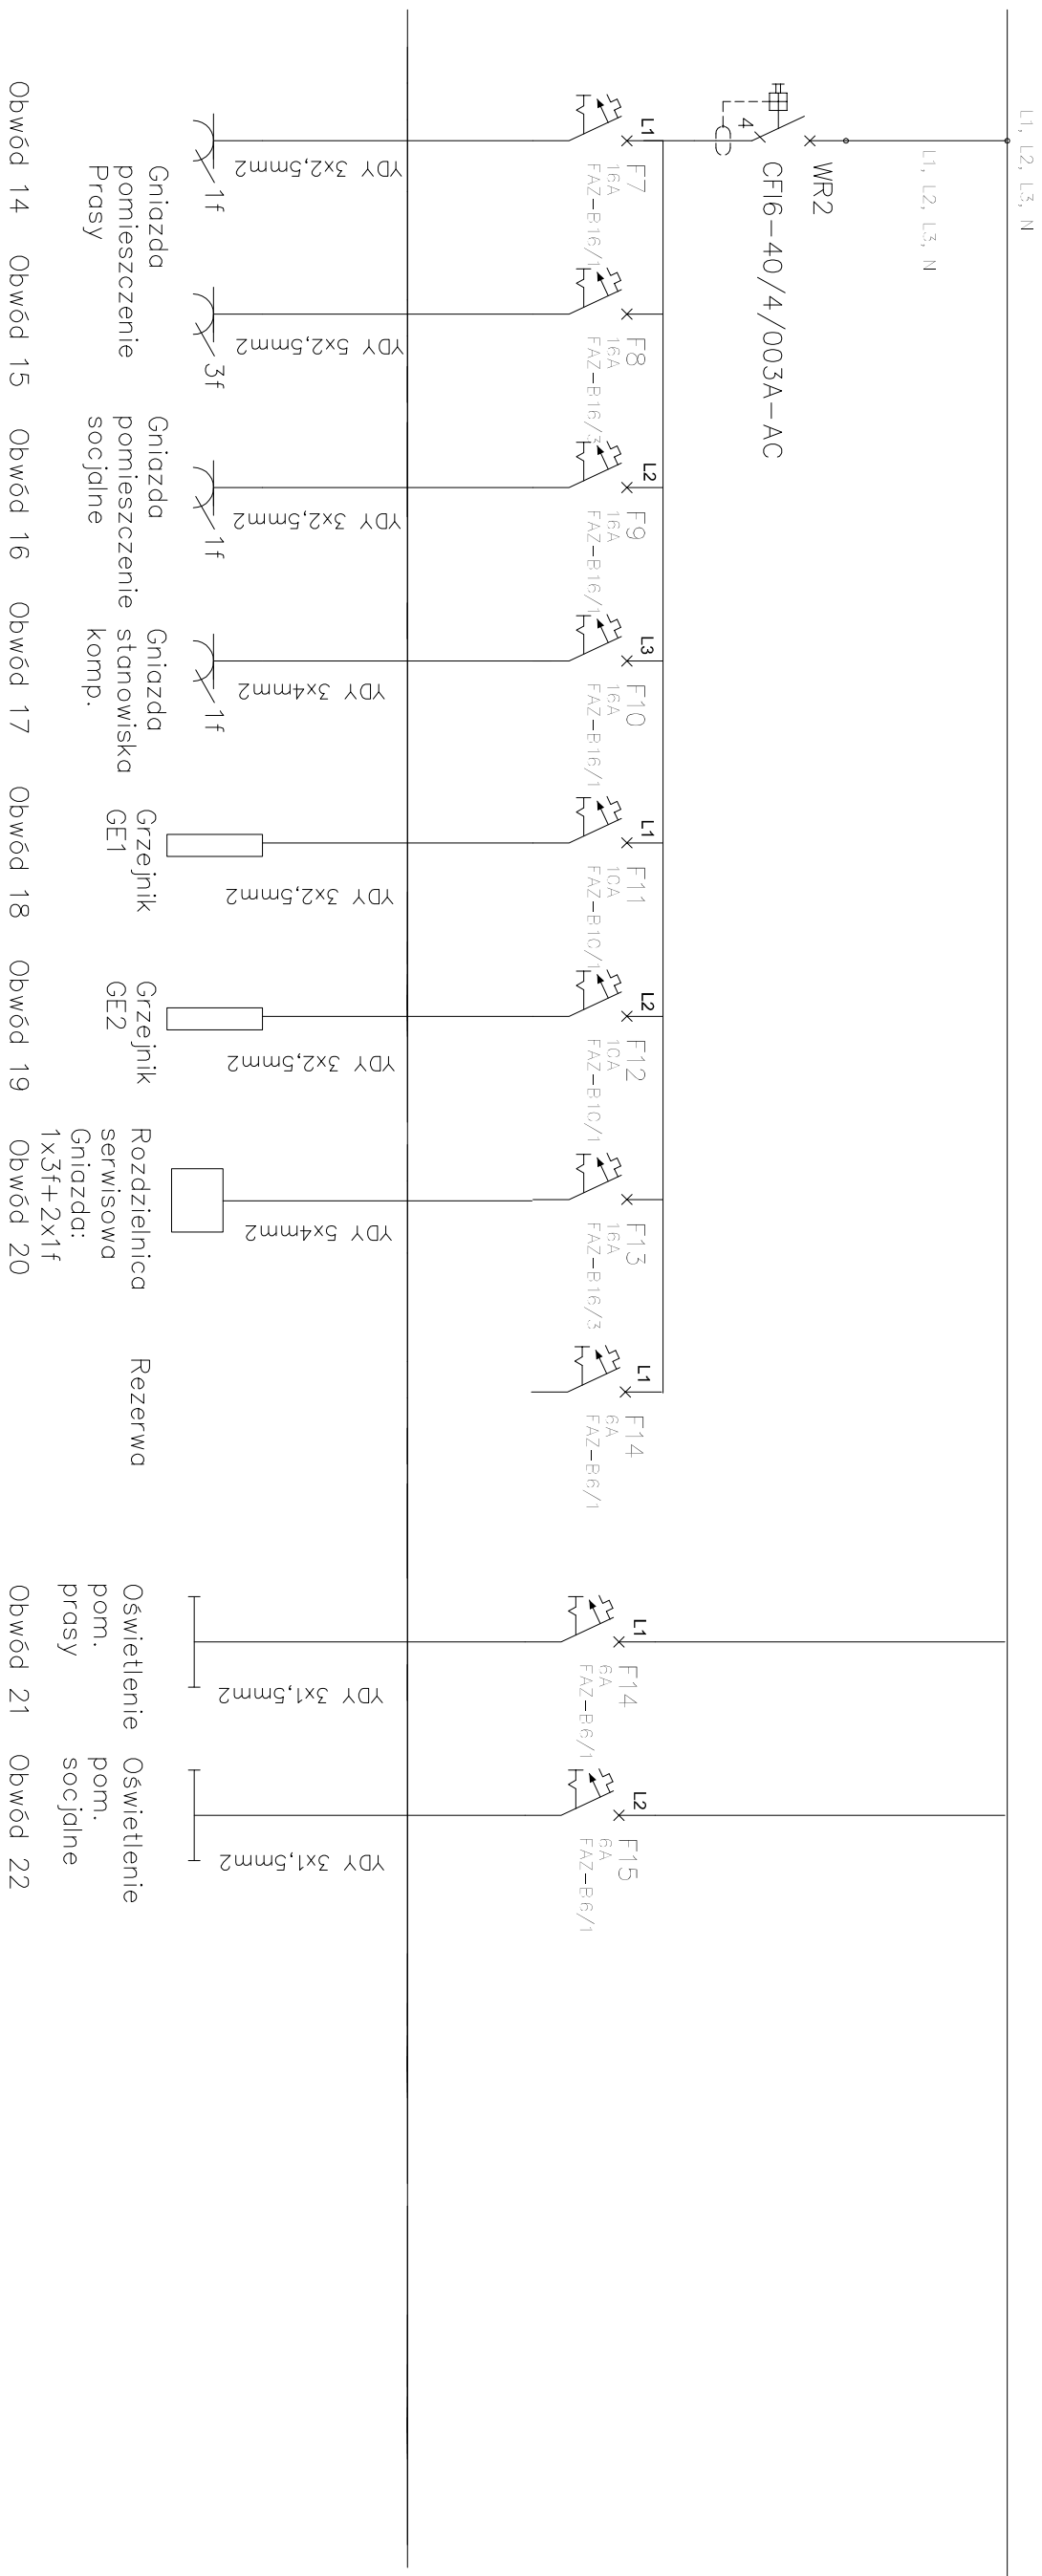 L1, L2, L3, N
L1, L2, L3, N
WR2
CFI6-40/4/003A-AC
4
L1
F7
16A
FAZ-B16/1
F8
16A
FAZ-B16/3
L2
F9
16A
FAZ-B16/1
L3
F10
16A
FAZ-B16/1
L1
F11
10A
FAZ-B10/1
L2
F12
10A
FAZ-B10/1
F13
16A
FAZ-B16/3
L1
F14
6A
FAZ-B6/1
L1
F14
6A
FAZ-B6/1
L2
F15
6A
FAZ-B6/1
YDY 3x2,5mm2
YDY 5x2,5mm2
YDY 3x2,5mm2
YDY 3x4mm2
YDY 3x2,5mm2
YDY 3x2,5mm2
YDY 5x4mm2
YDY 3x1,5mm2
YDY 3x1,5mm2
1f
3f
1f
1f
Gniazda
pomieszczenie
Prasy
Gniazda
pomieszczenie
socjalne
Gniazda
stanowiska
komp.
Grzejnik
GE1
Grzejnik
GE2
Rozdzielnica
serwisowa
Gniazda:
1x3f+2x1f
Rezerwa
Oświetlenie
pom.
prasy
Oświetlenie
pom.
socjalne
Obwód 14
Obwód 15
Obwód 16
Obwód 17
Obwód 18
Obwód 19
Obwód 20
Obwód 21
Obwód 22